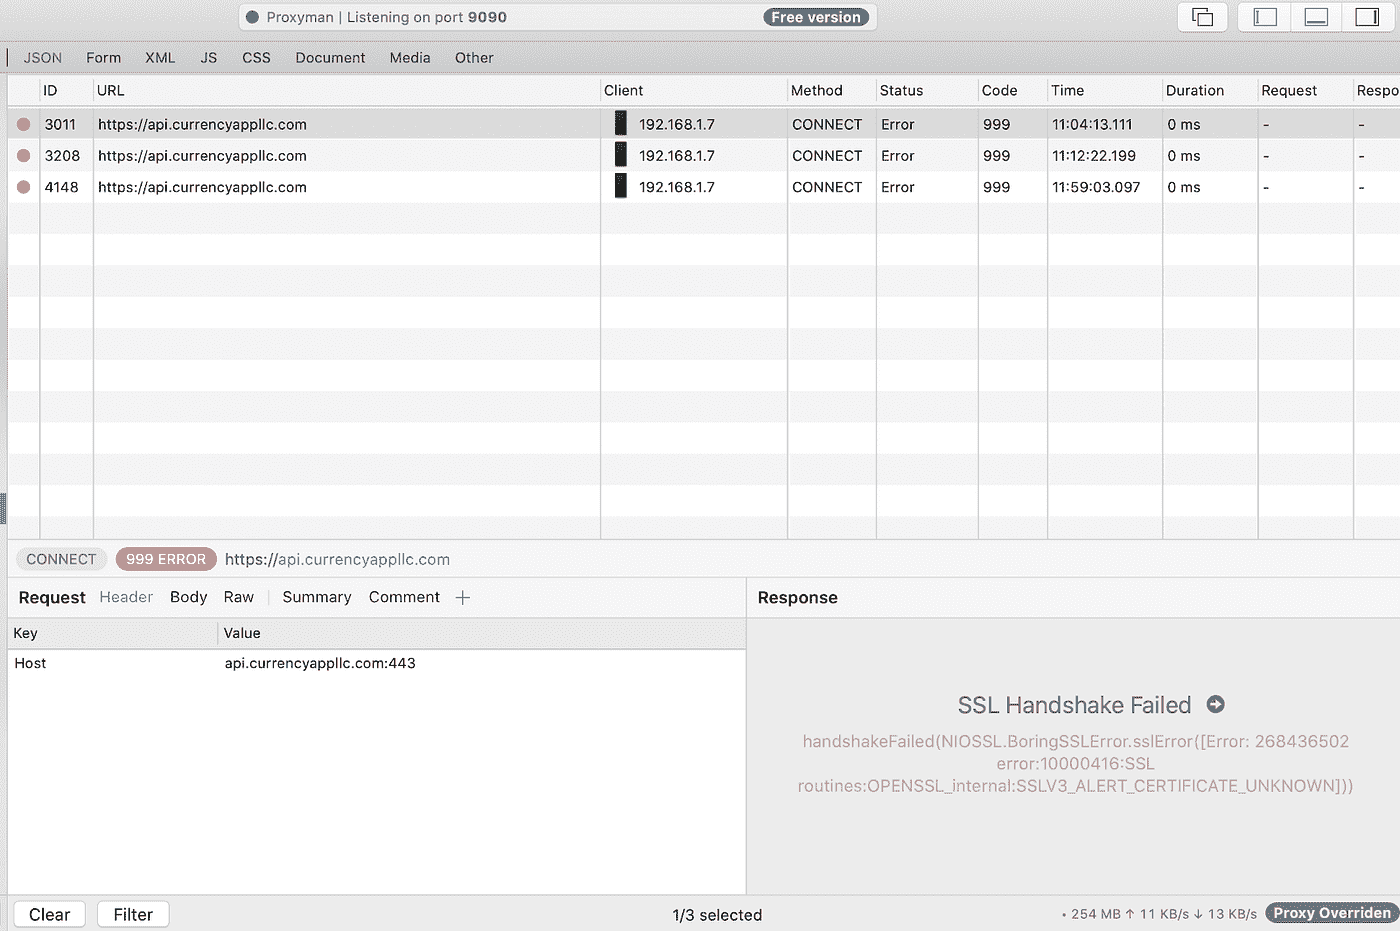 Proxyman | Listening on port 9090 Free version
JSON Form XML JS CSS Document Media Other
ID URL Client Method Status Code Time Duration Request Respo
3011 https://api.currencyappllc.com 192.168.1.7 CONNECT Error 999 11:04:13.111 0 ms - -
3208 https://api.currencyappllc.com 192.168.1.7 CONNECT Error 999 11:12:22.199 0 ms - -
4148 https://api.currencyappllc.com 192.168.1.7 CONNECT Error 999 11:59:03.097 0 ms - -
CONNECT 999 ERROR https://api.currencyappllc.com
Request Header Body Raw Summary Comment +
Response
Key Value
Host api.currencyappllc.com:443
SSL Handshake Failed
handshakeFailed(NIOSSL.BoringSSLError.sslError([Error: 268436502
error:10000416:SSL
routines:OPENSSL_internal:SSLV3_ALERT_CERTIFICATE_UNKNOWN]))
Clear Filter 1/3 selected • 254 MB ↑ 11 KB/s ↓ 13 KB/s Proxy Overriden